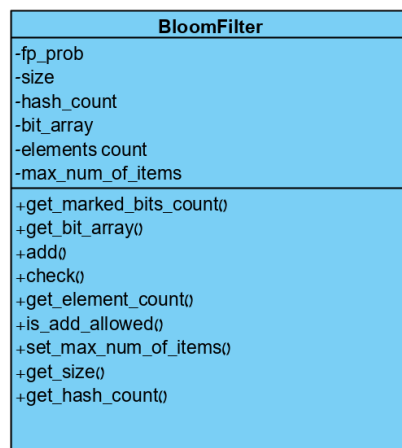 BloomFilter
-fp_prob
-size
-hash_count
-bit_array
-elements count
-max_num_of_items
+get_marked_bits_count()
+get_bit_array()
+add()
+check()
+get_element_count()
+is_add_allowed()
+set_max_num_of_items()
+get_size()
+get_hash_count()